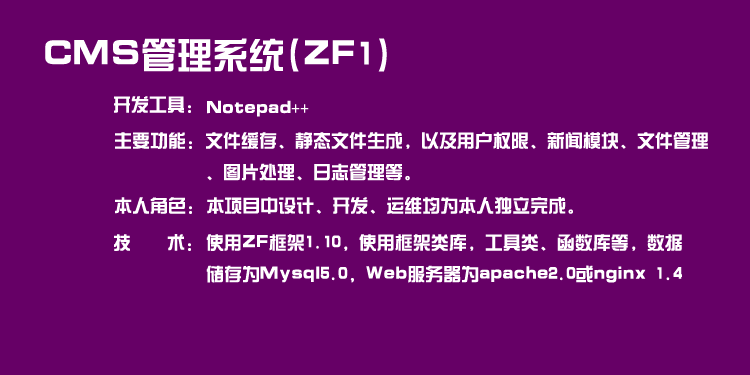 CMS管理系统(ZF1)
开发工具：Notepad++
主要功能：文件缓存、静态文件生成，以及用户权限、新闻模块、文件管理
、图片处理、日志管理等。
本人角色：本项目中设计、开发、运维均为本人独立完成。
技　　术：使用ZF框架1.10，使用框架类库，工具类、函数库等，数据
储存为Mysql5.0，Web服务器为apache2.0或nginx 1.4